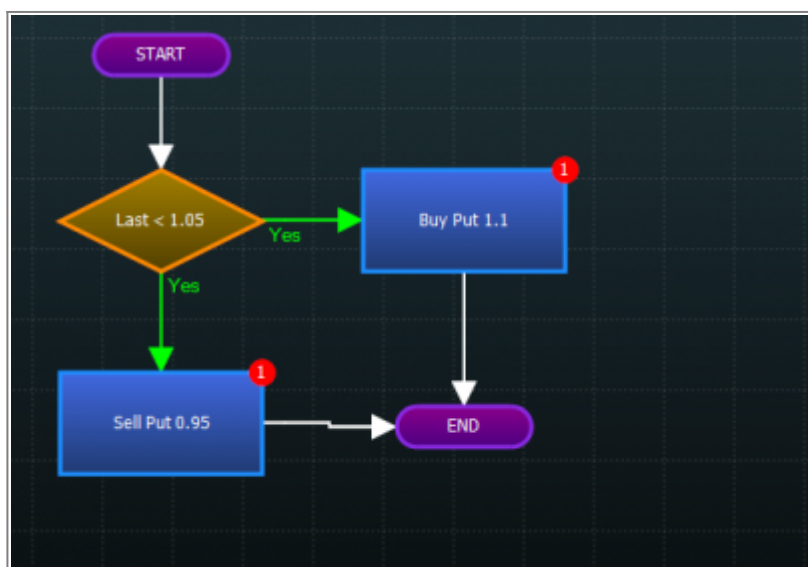 START
1
Last < 1.05
Yes
Buy Put 1.1
Yes
1
Sell Put 0.95
END